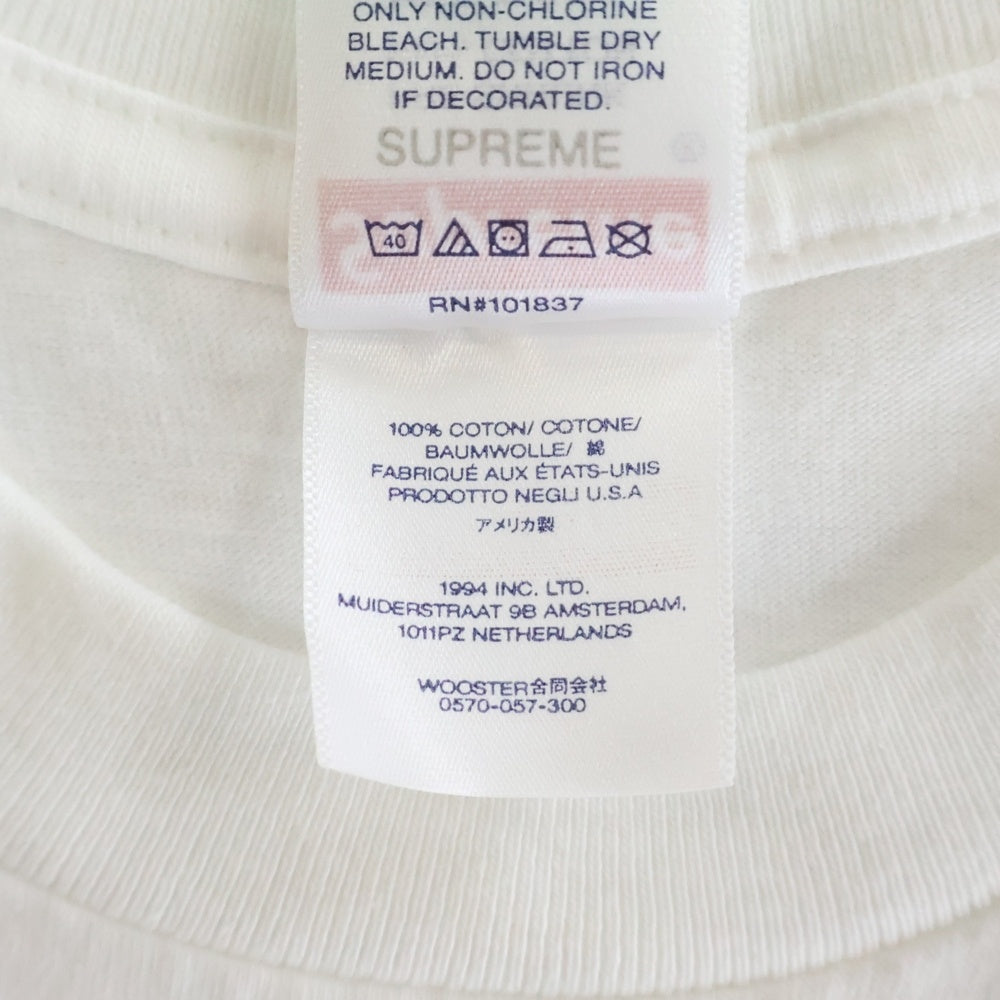 ONLY NON-CHLORINE
BLEACH. TUMBLE DRY
MEDIUM. DO NOT IRON
IF DECORATED.
SUPREME
40
RN#101837
100% COTON/ COTONE/
BAUMWOLLE/ 綿
FABRIQUÉ AUX ÉTATS-UNIS
PRODOTTO NEGLI U.S.A
アメリカ製
1994 INC. LTD.
MUIDERSTRAAT 9B AMSTERDAM,
1011PZ NETHERLANDS
WOOSTER合同会社
0570-057-300